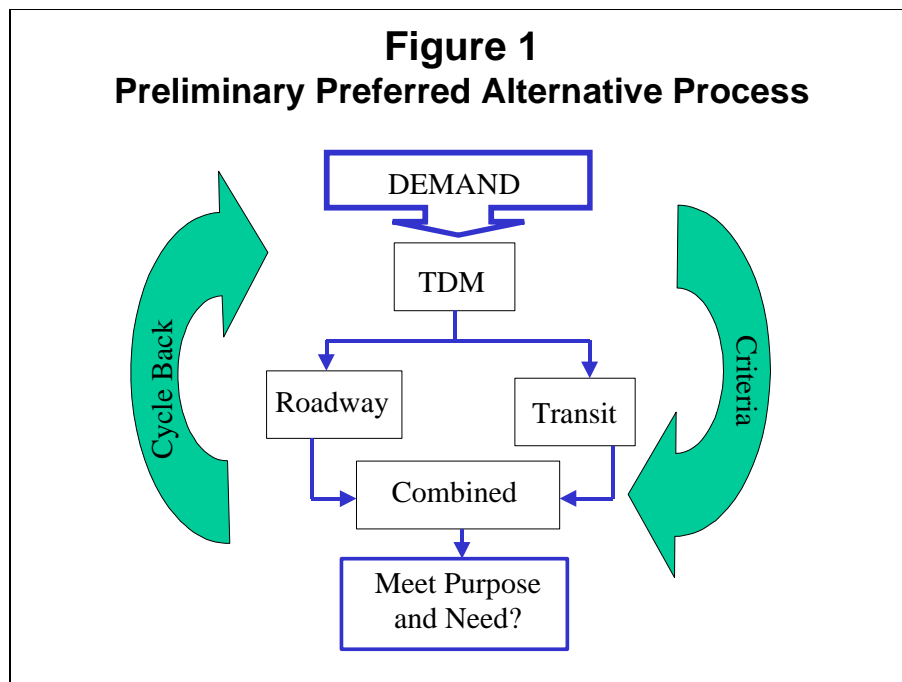 Figure 1
Preliminary Preferred Alternative Process
DEMAND
TDM
Cycle Back
Criteria
Roadway
Transit
Combined
Meet Purpose
and Need?